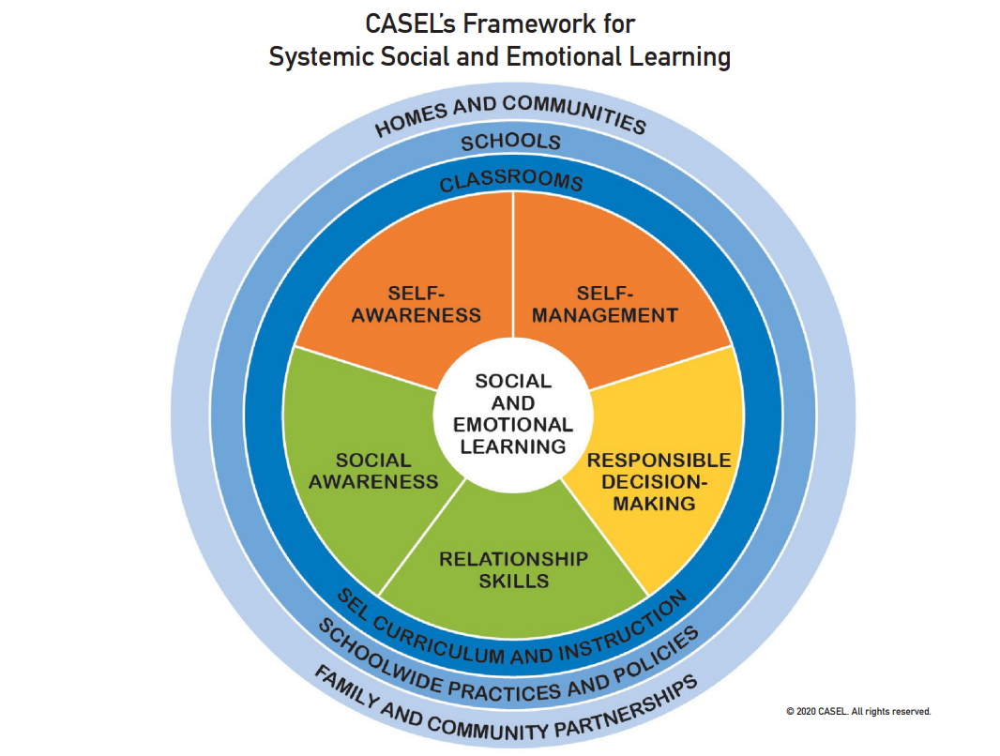 CASEL's Framework for
Systemic Social and Emotional Learning
HOMES AND COMMUNITIES
SCHOOLS
CLASSROOMS
SELF-
AWARENESS
SELF-
MANAGEMENT
SOCIAL
AND
EMOTIONAL
LEARNING
SOCIAL
AWARENESS
RESPONSIBLE
DECISION-
MAKING
RELATIONSHIP
SKILLS
SEL CURRICULUM AND INSTRUCTION
SCHOOLWIDE PRACTICES AND POLICIES
FAMILY AND COMMUNITY PARTNERSHIPS
© 2020 CASEL. All rights reserved.